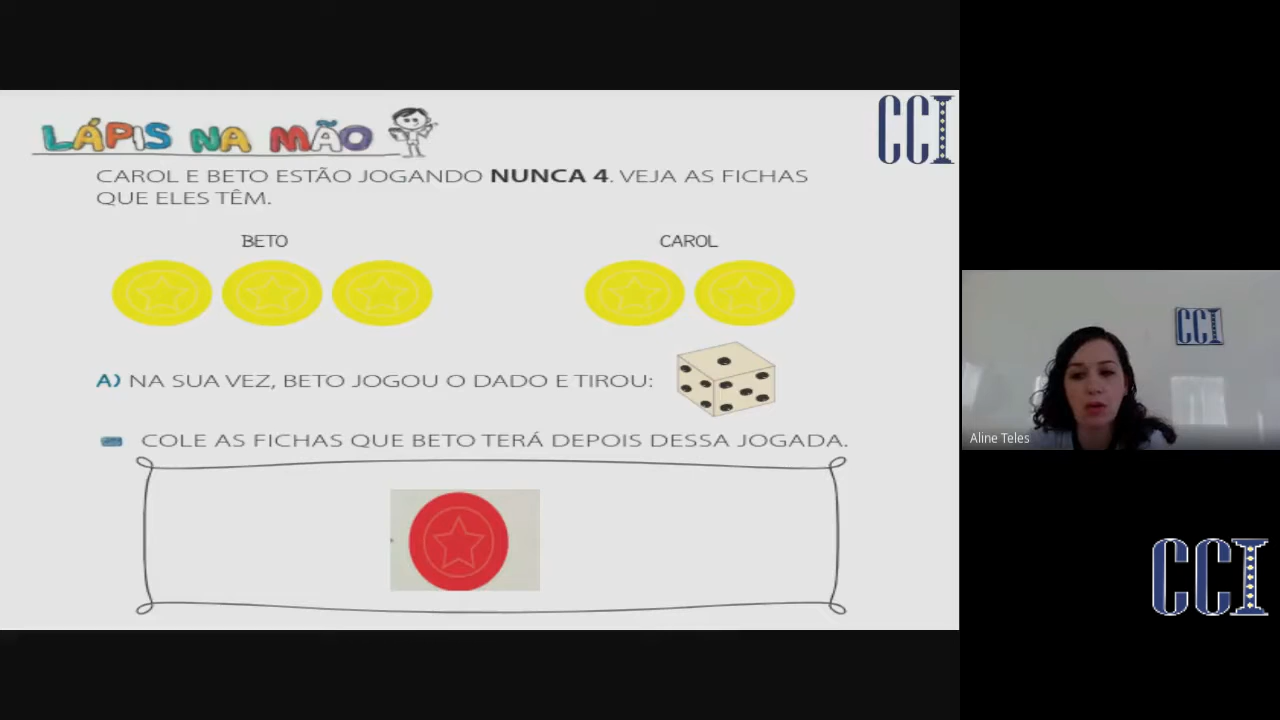 LÁPIS NA MÃO
CCI
CAROL E BETO ESTÃO JOGANDO NUNCA 4. VEJA AS FICHAS
QUE ELES TÊM.
BETO
CAROL
A) NA SUA VEZ, BETO JOGOU O DADO E TIROU:
COLE AS FICHAS QUE BETO TERÁ DEPOIS DESSA JOGADA.
CCI
Aline Teles
CCI